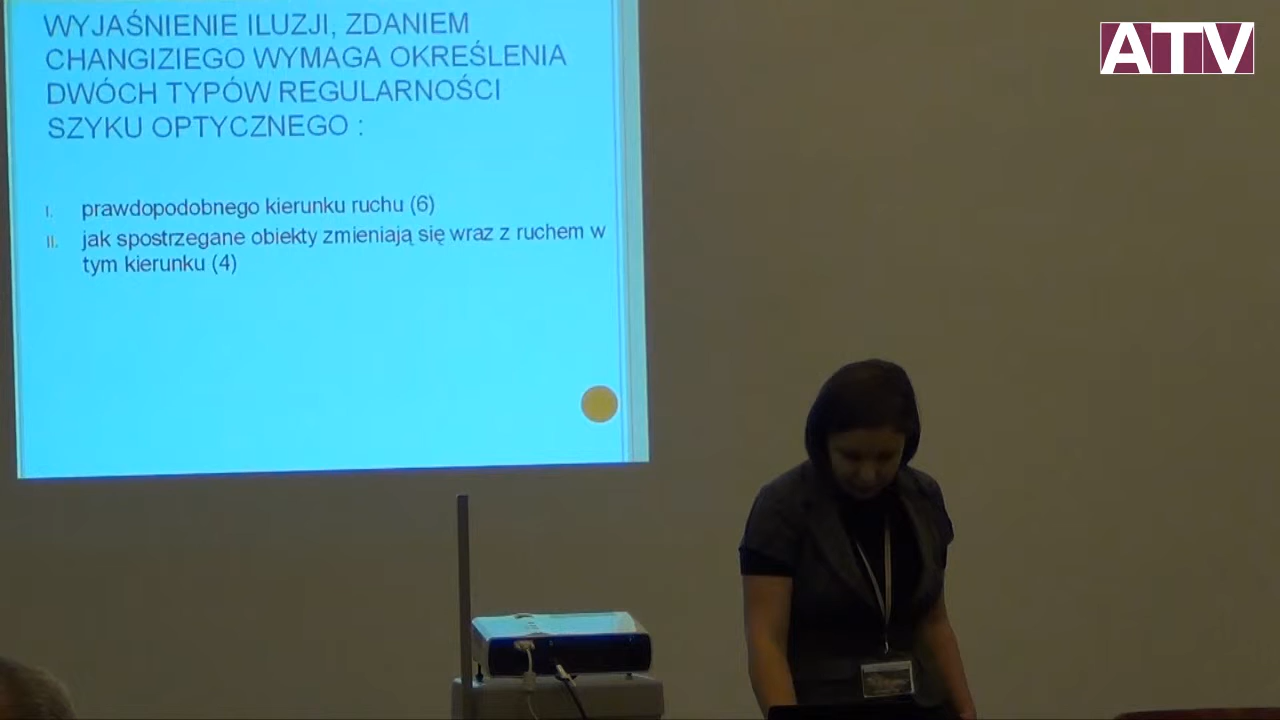 ATV
WYJAŚNIENIE ILUZJI, ZDANIEM
CHANGIZIEGO WYMAGA OKREŚLENIA
DWÓCH TYPÓW REGULARNOŚCI
SZYKU OPTYCZNEGO :
I. prawdopodobnego kierunku ruchu (6)
II. jak spostrzegane obiekty zmieniają się wraz z ruchem w
tym kierunku (4)